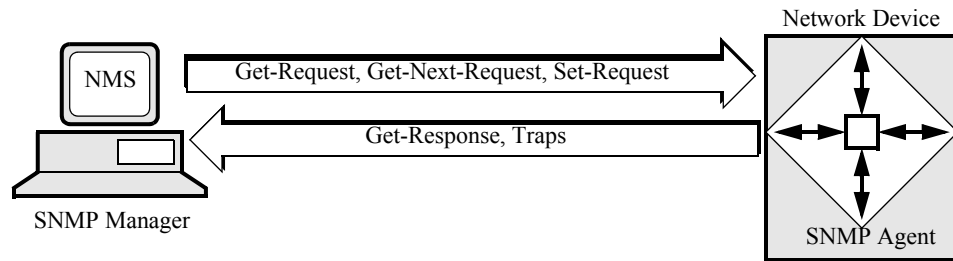 Network Device
NMS
Get-Request, Get-Next-Request, Set-Request
Get-Response, Traps
SNMP Manager
SNMP Agent